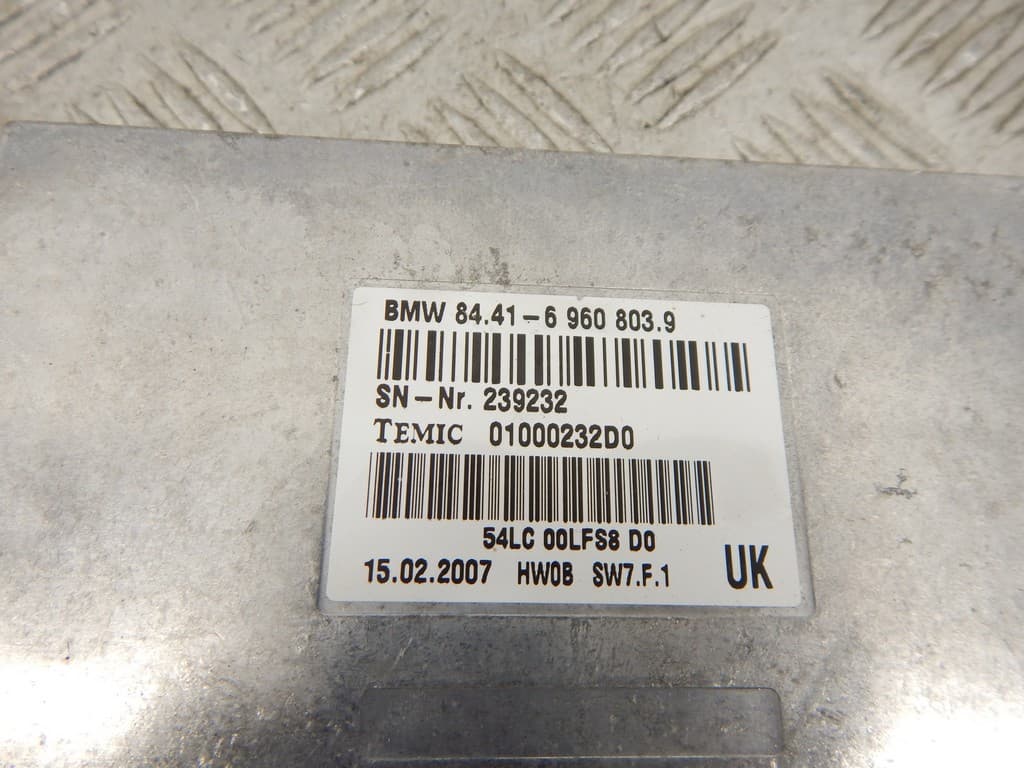 BMW 84.41-6 960 803.9
SN-Nr. 239232
TEMIC 01000232D0
54LC 00LFS8 D0
15.02.2007 HW0B SW7.F.1 UK